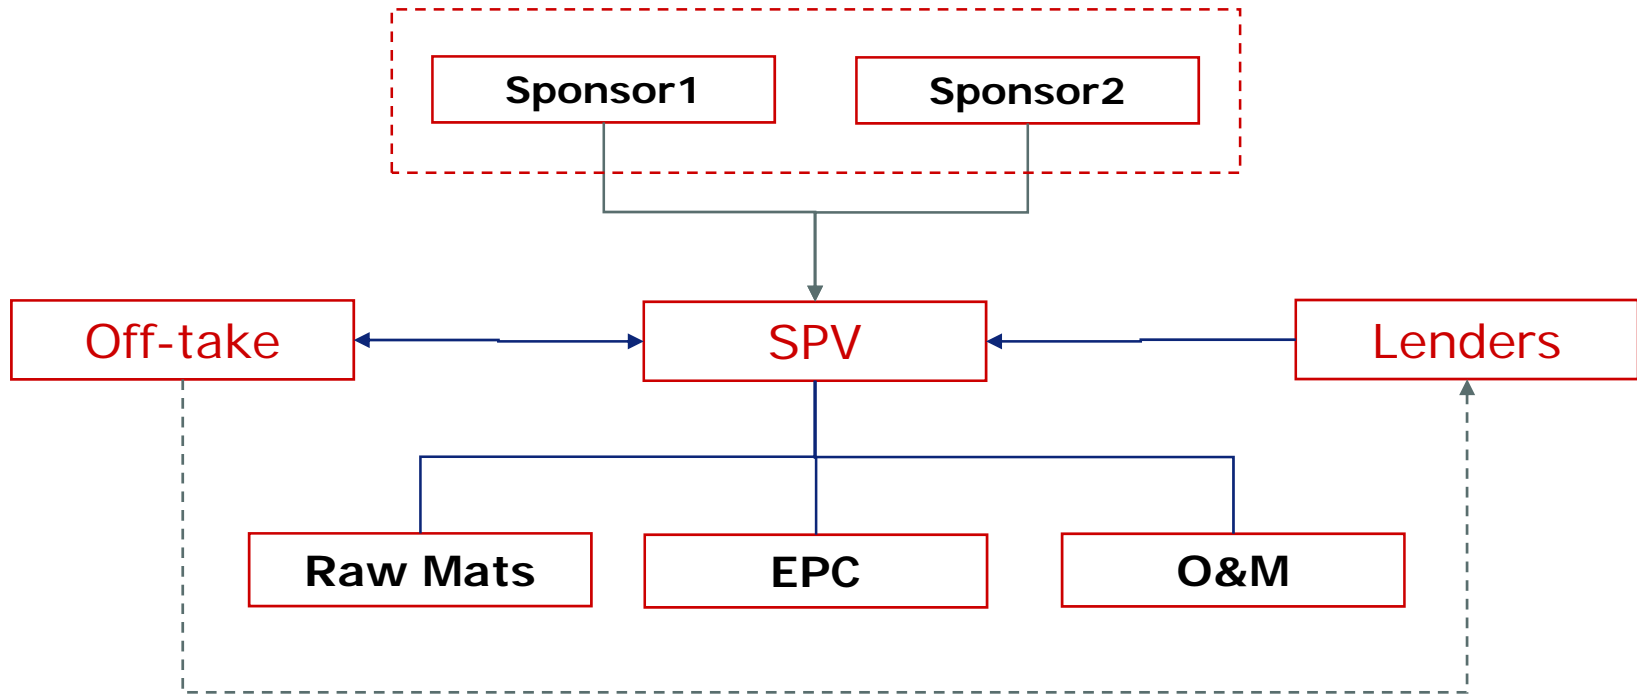 Sponsor1
Sponsor2
Off-take
SPV
Lenders
Raw Mats
EPC
O&M